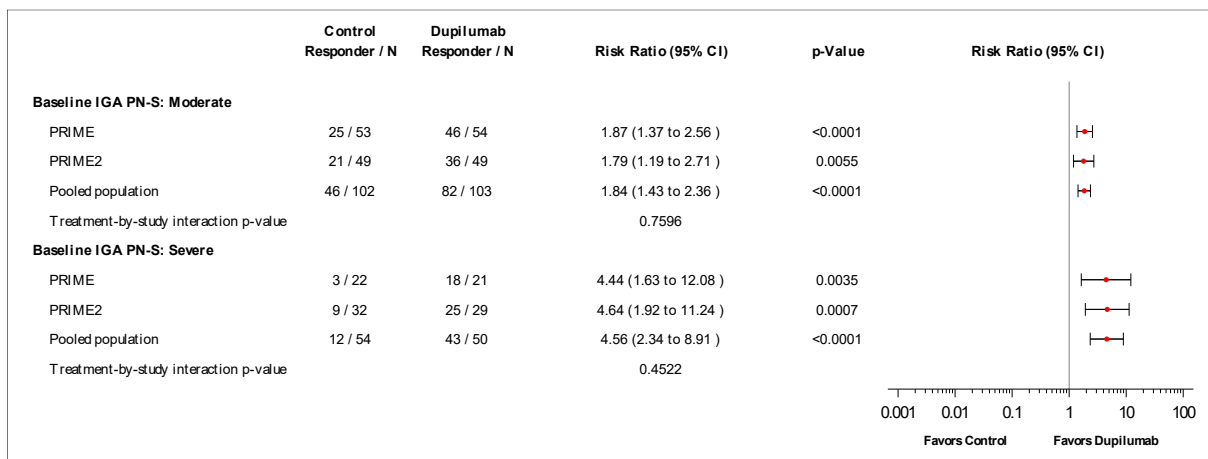 Control Dupilumab
Responder / N Responder / N Risk Ratio (95% CI) p-Value Risk Ratio (95% CI)
Baseline IGA PN-S: Moderate
PRIME 25 / 53 46 / 54 1.87 (1.37 to 2.56 ) <0.0001
PRIME2 21 / 49 36 / 49 1.79 (1.19 to 2.71 ) 0.0055
Pooled population 46 / 102 82 / 103 1.84 (1.43 to 2.36 ) <0.0001
Treatment-by-study interaction p-value 0.7596
Baseline IGA PN-S: Severe
PRIME 3 / 22 18 / 21 4.44 (1.63 to 12.08 ) 0.0035
PRIME2 9 / 32 25 / 29 4.64 (1.92 to 11.24 ) 0.0007
Pooled population 12 / 54 43 / 50 4.56 (2.34 to 8.91 ) <0.0001
Treatment-by-study interaction p-value 0.4522
0.001 0.01 0.1 1 10 100
Favors Control Favors Dupilumab